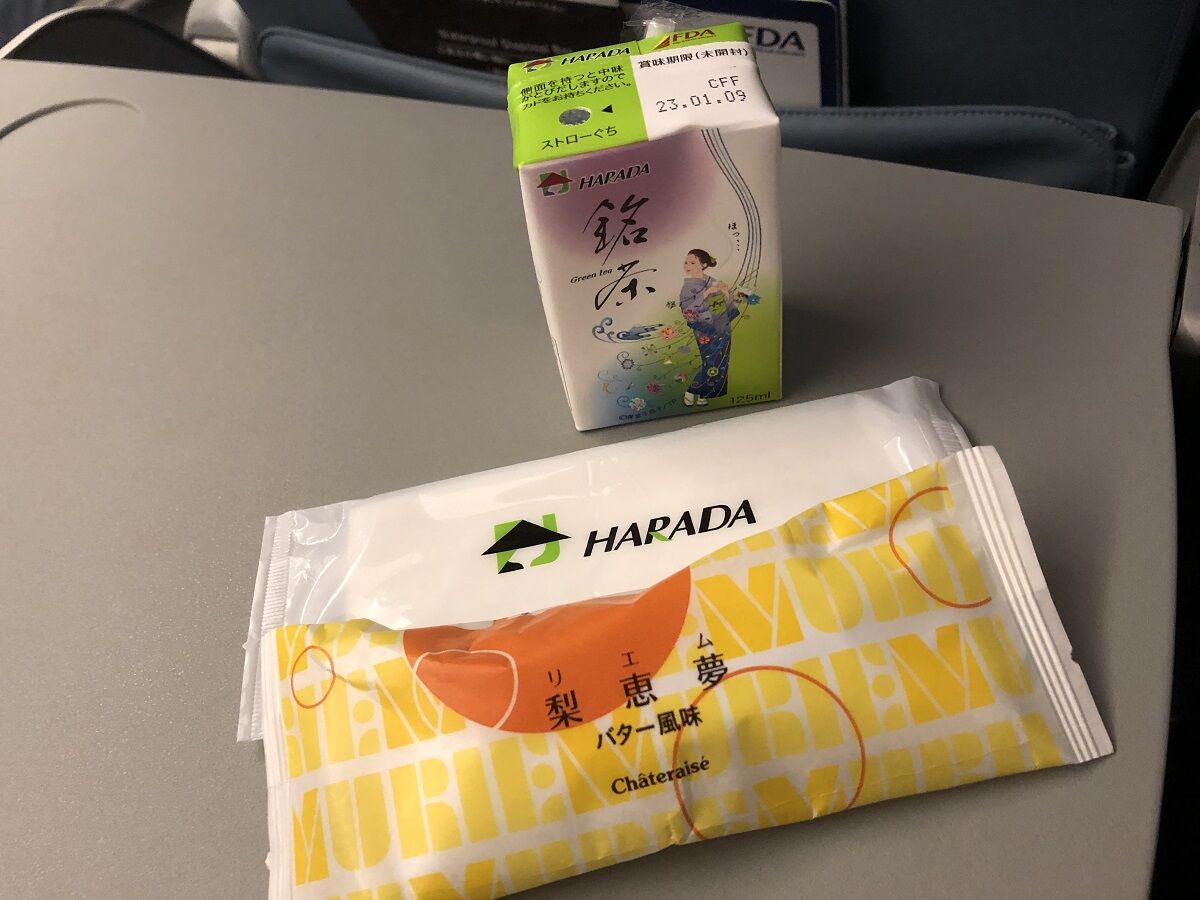 HARADA
FDA
FDA
側面を持つと中味
がとびだしますので
カドをお持ちください。
ストローぐち
賞味期限(未開封)
CFF
23.01.09
HARADA
銘茶
Green tea
ほっ…
125ml
HARADA
リエム
梨恵夢
バター風味
Châteraisé
RIEMU